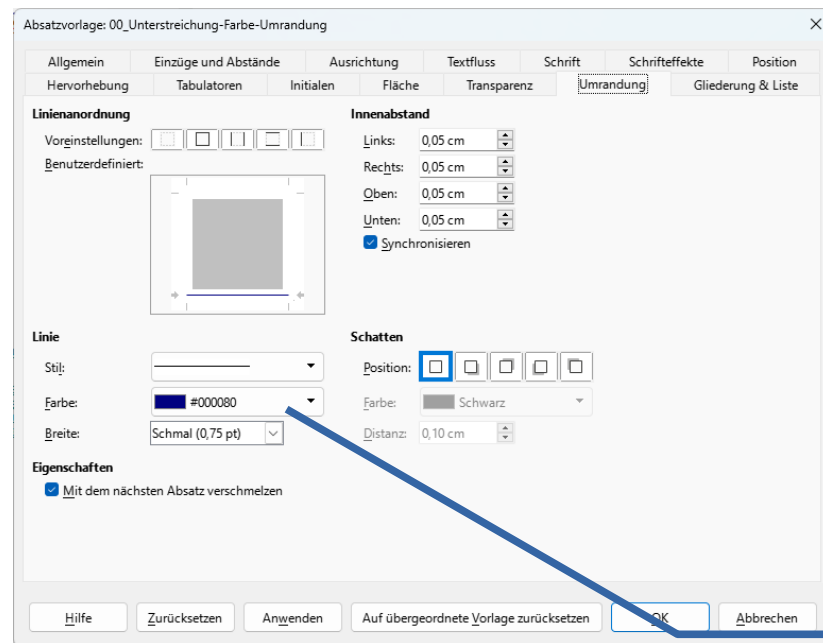 Absatzvorlage: 00_Unterstreichung-Farbe-Umrandung
Allgemein Einzüge und Abstände Ausrichtung Textfluss Schrift Schrifteffekte Position
Hervorhebung Tabulatoren Initialen Fläche Transparenz Umrandung Gliederung & Liste
Linienanordnung
Voreinstellungen:
Benutzerdefiniert:
Innenabstand
Links: 0,05 cm
Rechts: 0,05 cm
Oben: 0,05 cm
Unten: 0,05 cm
Synchronisieren
Linie
Stil:
Farbe: #000080
Breite: Schmal (0,75 pt)
Schatten
Position:
Farbe: Schwarz
Distanz: 0,10 cm
Eigenschaften
Mit dem nächsten Absatz verschmelzen
Hilfe Zurücksetzen Anwenden Auf übergeordnete Vorlage zurücksetzen OK Abbrechen